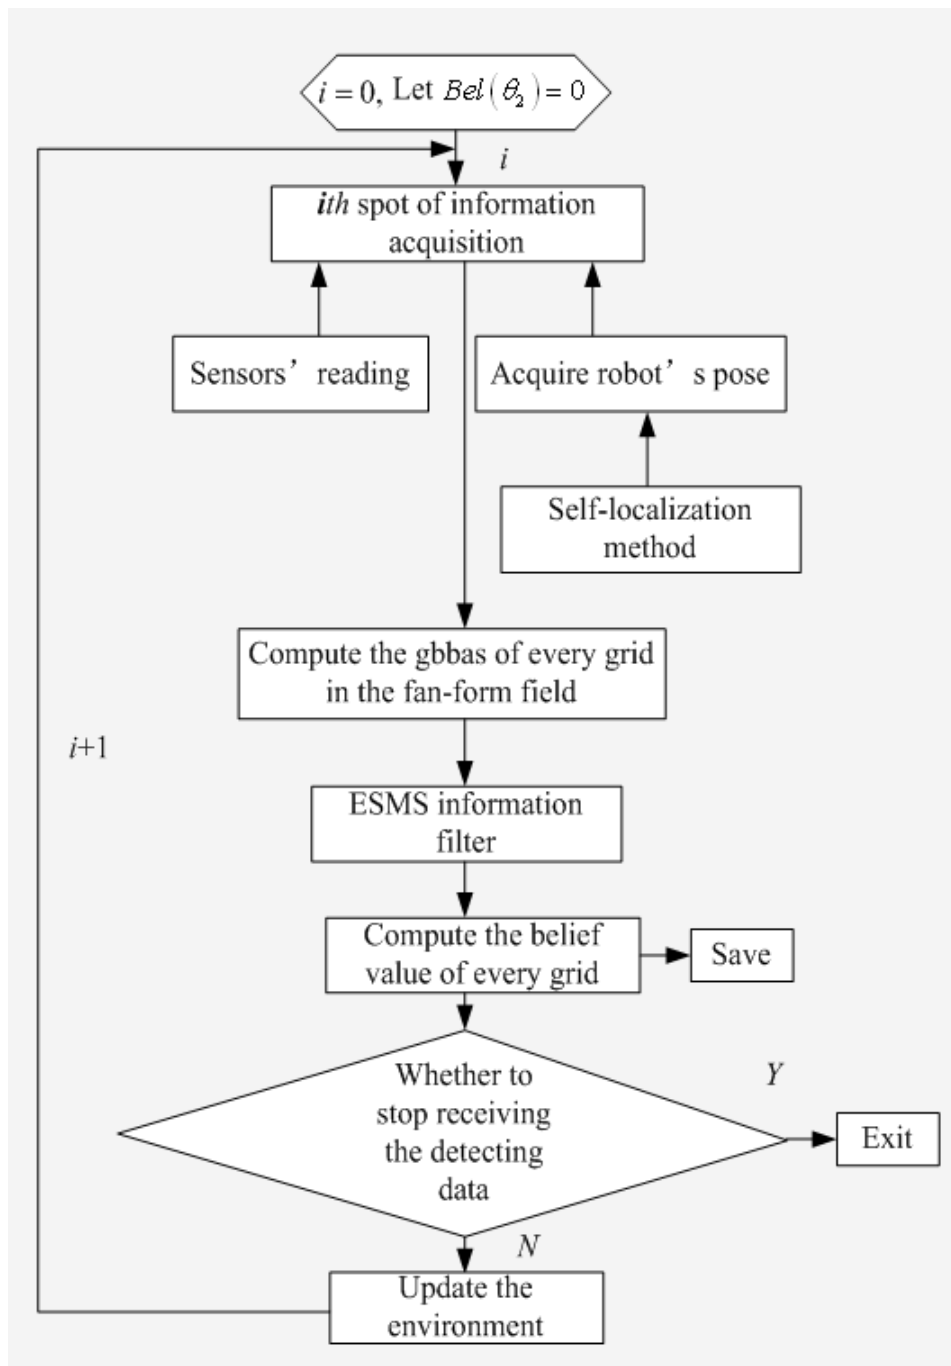 i = 0, Let Bel(θ₂) = 0
i
ith spot of information
acquisition
Sensors’ reading
Acquire robot’ s pose
Self-localization
method
Compute the gbbas of every grid
in the fan-form field
i+1
ESMS information
filter
Compute the belief
value of every grid
Save
Whether to
stop receiving
the detecting
data
Y
Exit
N
Update the
environment